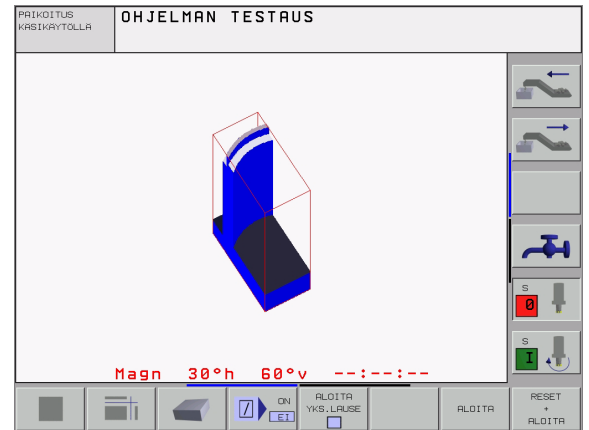 PAIKOITUS
KÄSIKÄYTÖLLÄ
OHJELMAN TESTAUS
S
0
S
I
Magn 30°h 60°v --:--:--
ON
EI
ALOITA
YKS.LAUSE
ALOITA
RESET
+
ALOITA